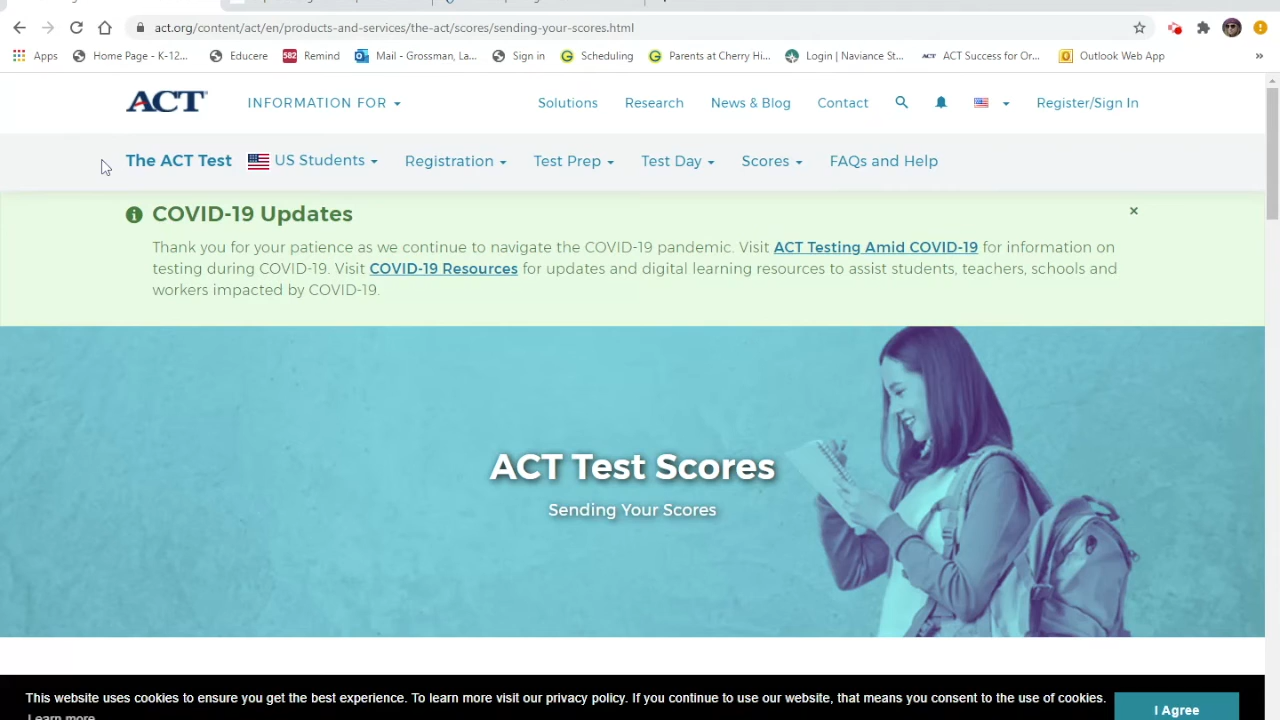 act.org/content/act/en/products-and-services/the-act/scores/sending-your-scores.html
Apps Home Page - K-12... Educere 582 Remind Mail - Grossman, La... Sign in Scheduling Parents at Cherry Hi... Login | Naviance St... ACT ACT Success for Or... Outlook Web App »
ACT INFORMATION FOR Solutions Research News & Blog Contact Register/Sign In
The ACT Test US Students Registration Test Prep Test Day Scores FAQs and Help
COVID-19 Updates
Thank you for your patience as we continue to navigate the COVID-19 pandemic. Visit ACT Testing Amid COVID-19 for information on
testing during COVID-19. Visit COVID-19 Resources for updates and digital learning resources to assist students, teachers, schools and
workers impacted by COVID-19.
ACT Test Scores
Sending Your Scores
This website uses cookies to ensure you get the best experience. To learn more visit our privacy policy. If you continue to use our website, that means you consent to the use of cookies.
Learn more
I Agree